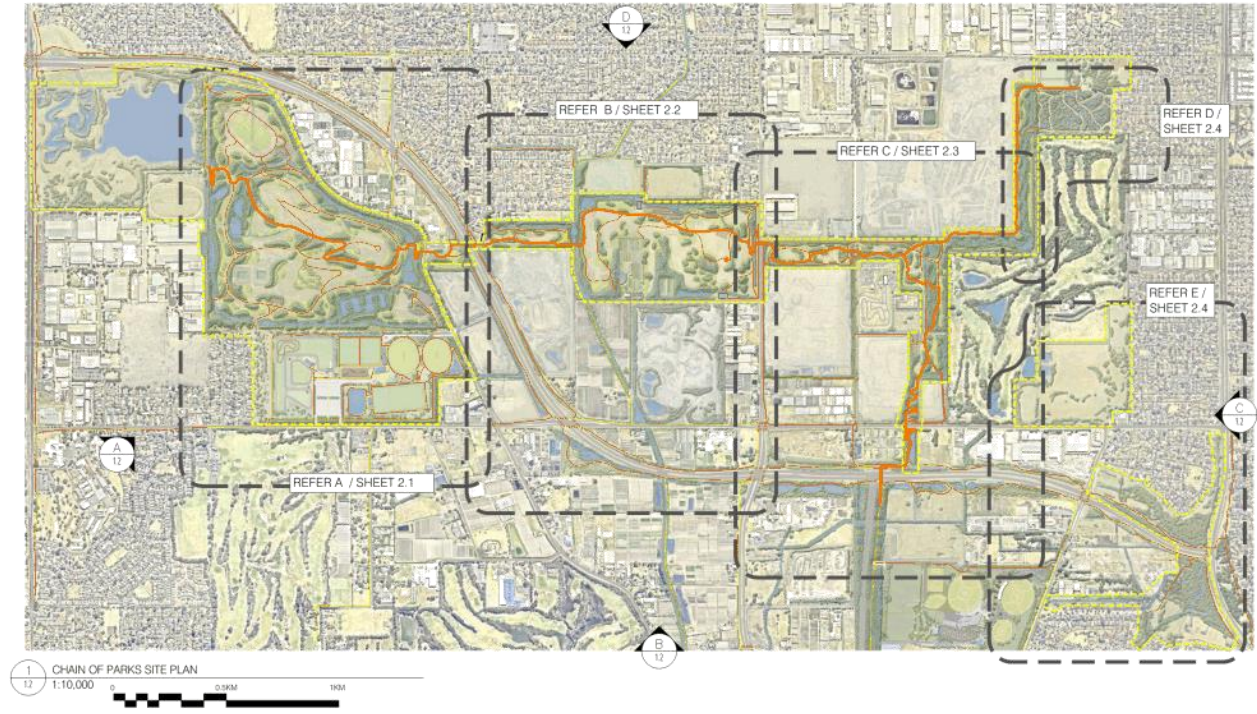 D
12
REFER B / SHEET 2.2
REFER D /
SHEET 2.4
REFER C / SHEET 2.3
REFER E /
SHEET 2.4
C
12
A
12
REFER A / SHEET 2.1
B
12
1
12
CHAIN OF PARKS SITE PLAN
1:10,000
0 0.5KM 1KM